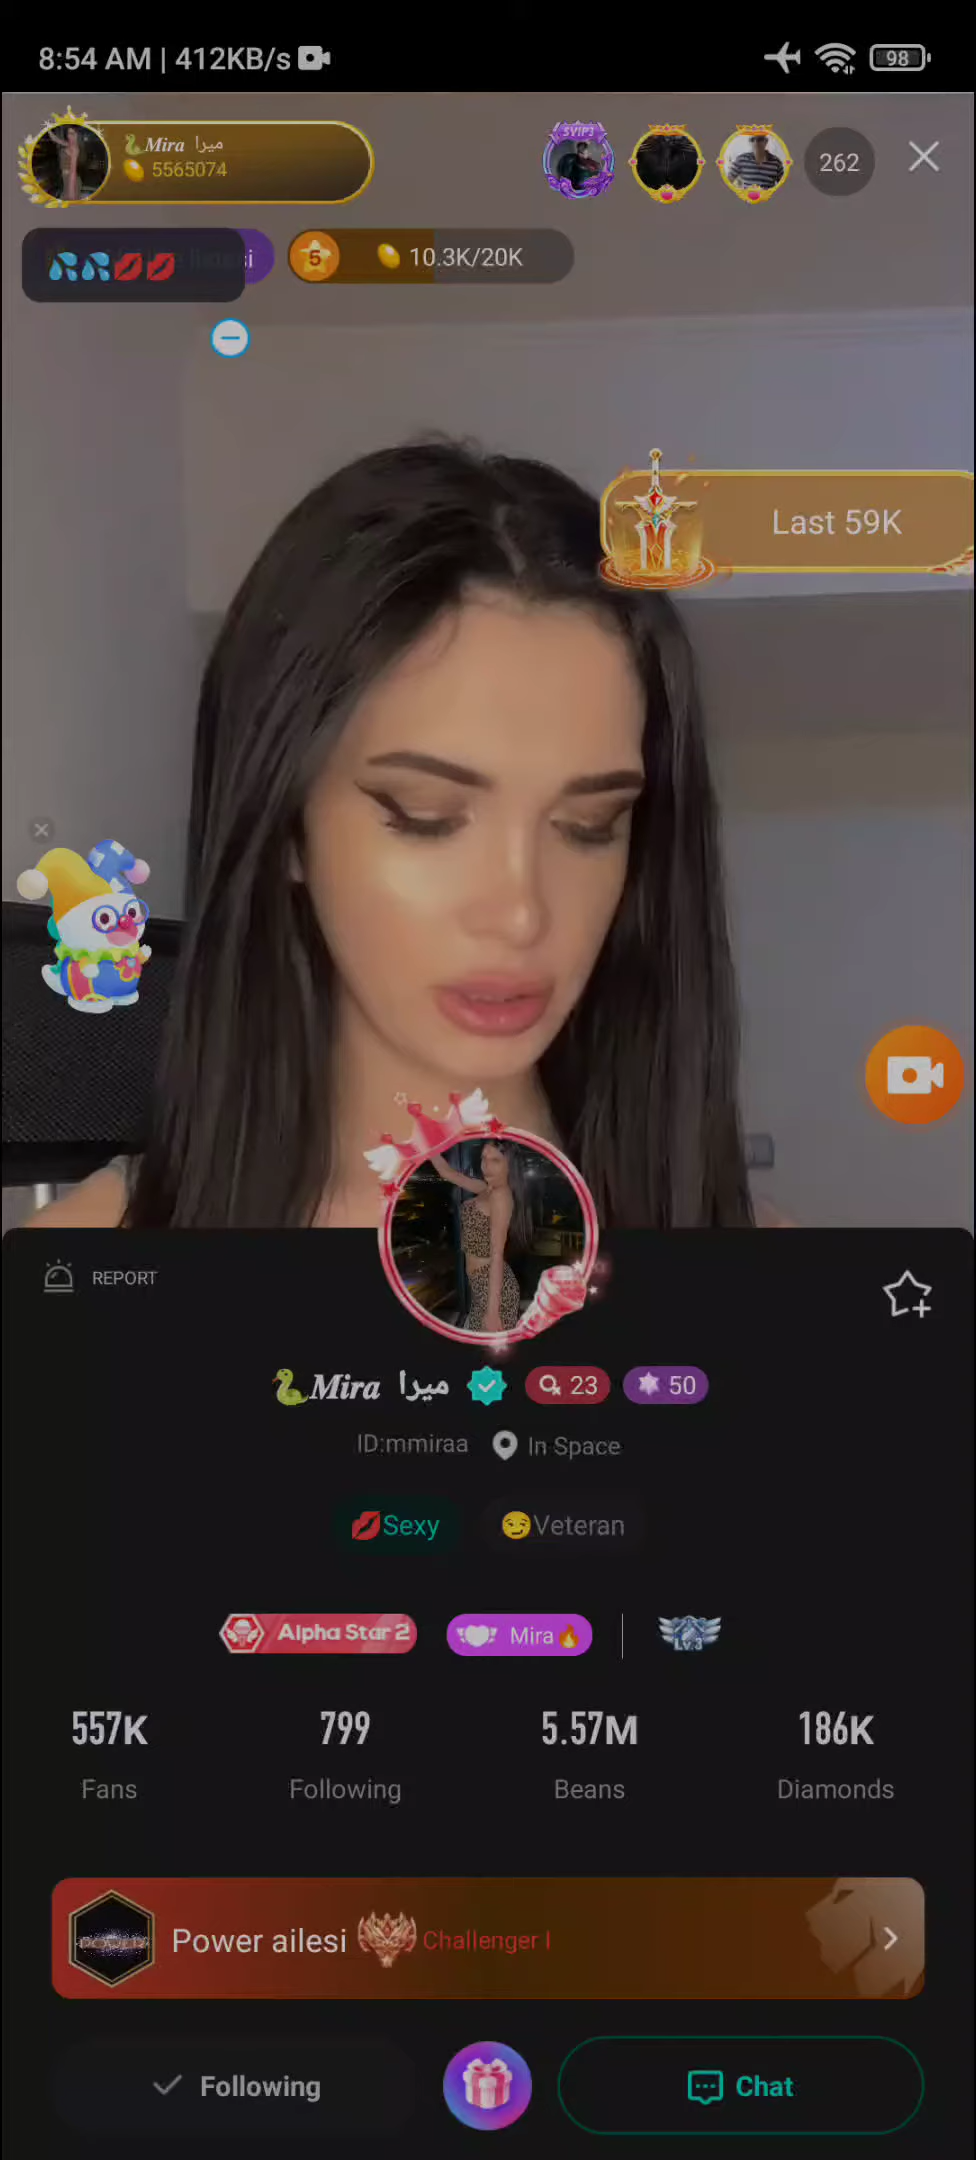 8:54 AM | 412KB/s
98
🐍Mira ميرا
5565074
SVIP3
262
💦💦💋💋
5
10.3K/20K
Last 59K
REPORT
🐍Mira ميرا
23
50
ID:mmiraa
In Space
💋Sexy
😏Veteran
Alpha Star 2
Mira🔥
LV.3
557K
799
5.57M
186K
Fans
Following
Beans
Diamonds
Power ailesi
Challenger I
Following
Chat